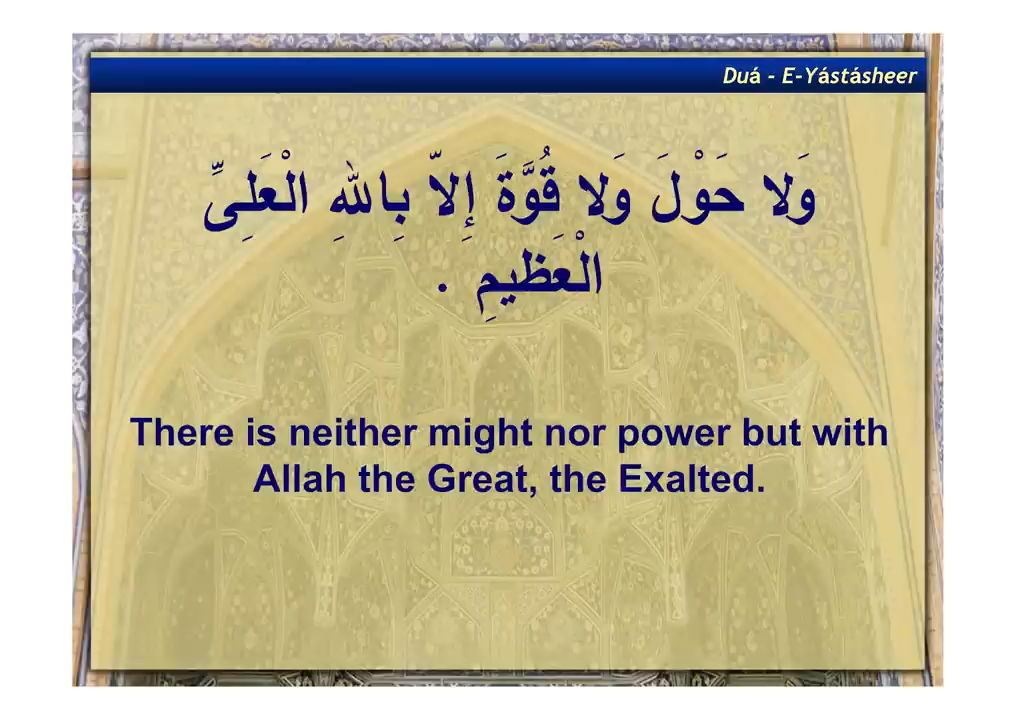 Duá - E-Yástásheer
وَلا حَوْلَ وَلا قُوَّةَ إِلاّ بِاللهِ الْعَلِىِّ
الْعَظيمِ .
There is neither might nor power but with
Allah the Great, the Exalted.